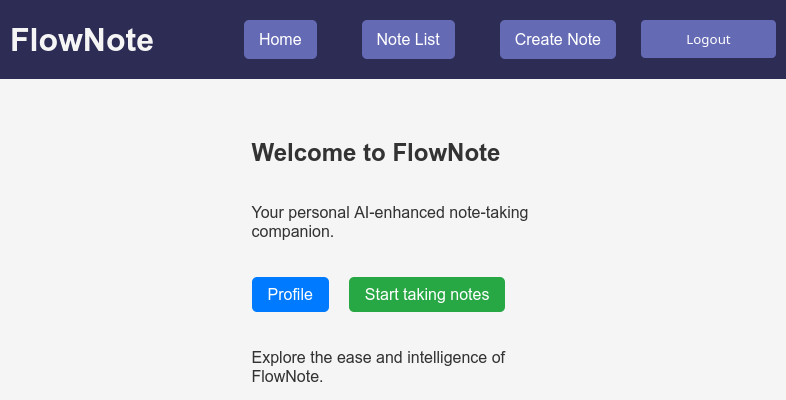 FlowNote
Home
Note List
Create Note
Logout
Welcome to FlowNote
Your personal AI-enhanced note-taking
companion.
Profile
Start taking notes
Explore the ease and intelligence of
FlowNote.